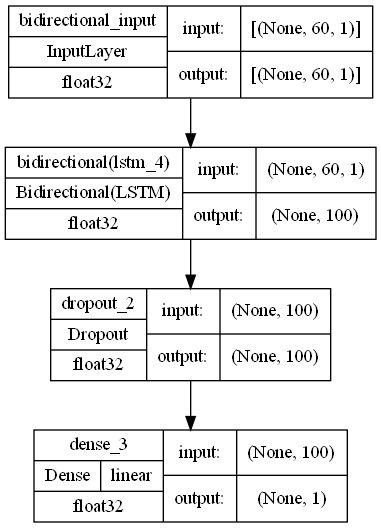 bidirectional_input
InputLayer
float32
input:
[(None, 60, 1)]
output:
[(None, 60, 1)]
bidirectional(lstm_4)
Bidirectional(LSTM)
float32
input:
(None, 60, 1)
output:
(None, 100)
dropout_2
Dropout
float32
input:
(None, 100)
output:
(None, 100)
dense_3
Dense linear
float32
input:
(None, 100)
output:
(None, 1)